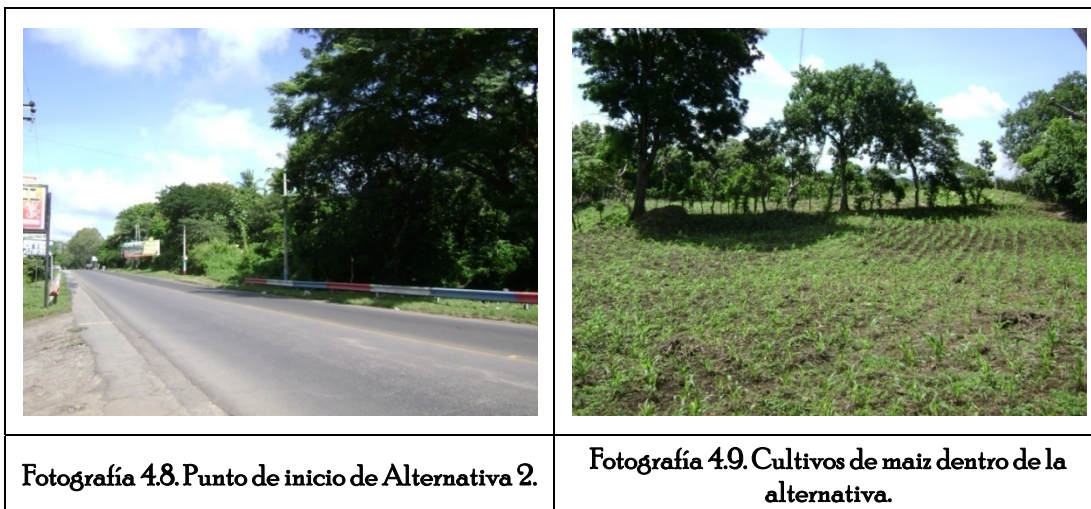 Fotografía 4.8. Punto de inicio de Alternativa 2.
Fotografía 4.9. Cultivos de maiz dentro de la
alternativa.